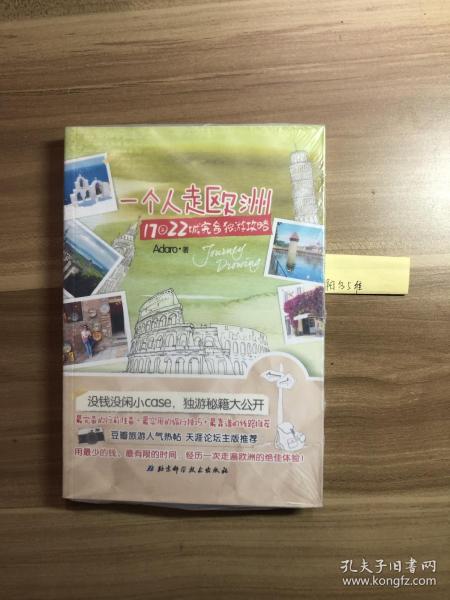 一个人走欧洲
17国22城完全独游攻略
Adaro·著
Journey
Drawing
没钱没闲小case，独游秘籍大公开
最完备的行前准备·最实用的旅行技巧·最靠谱的线路推荐
豆瓣旅游人气热帖 天涯论坛主版推荐
用最少的钱、最有限的时间，经历一次走遍欧洲的绝佳体验！
北京科学技术出版社
孔夫子旧书网
www.kongfz.com